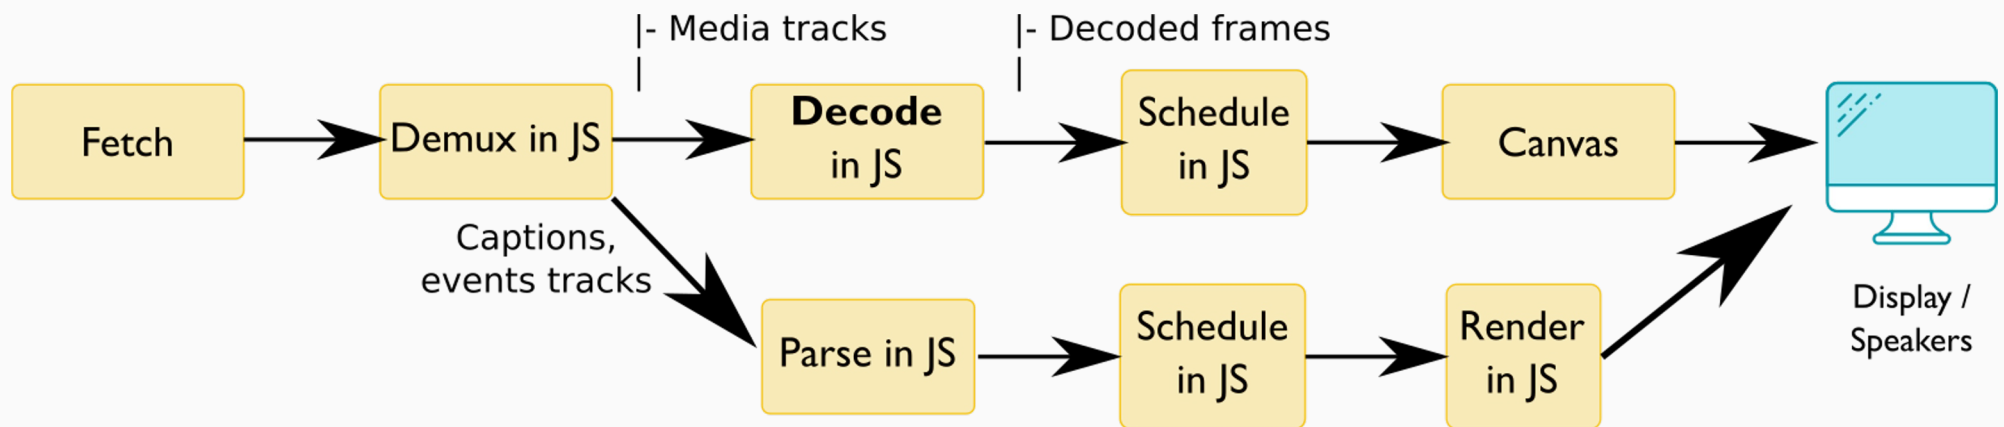 |- Media tracks
|
|- Decoded frames
|
Fetch
Demux in JS
Decode
in JS
Schedule
in JS
Canvas
Captions,
events tracks
Parse in JS
Schedule
in JS
Render
in JS
Display /
Speakers